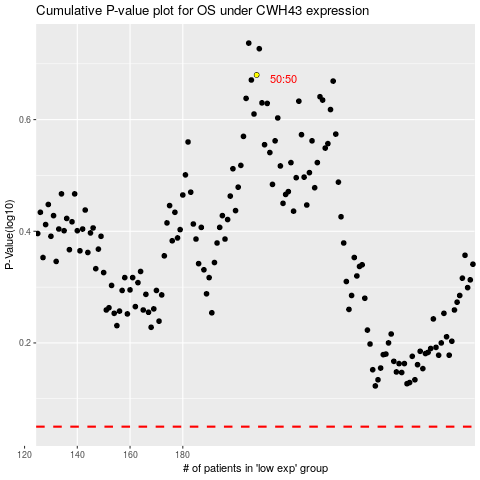 Cumulative P-value plot for OS under CWH43 expression
P-Value(log10)
0.6
0.4
0.2
50:50
120
140
160
180
# of patients in 'low exp' group